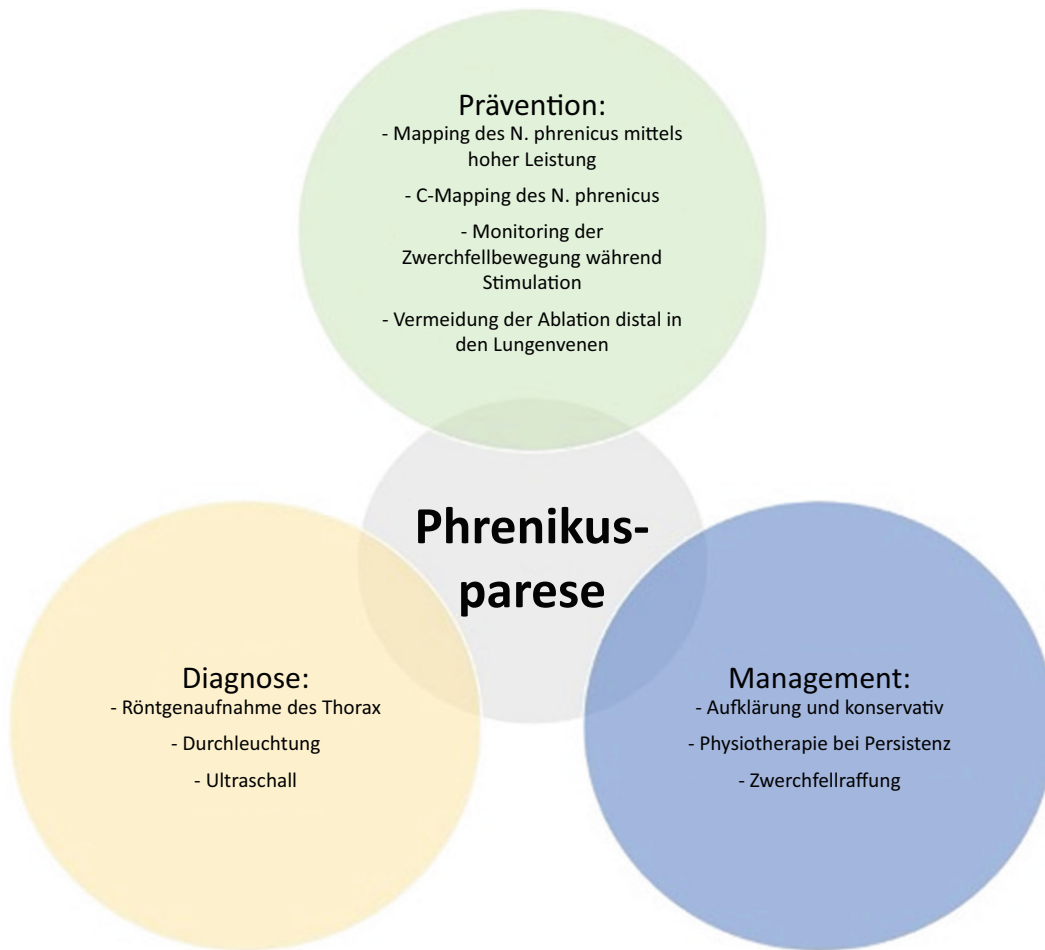 Prävention:
- Mapping des N. phrenicus mittels
hoher Leistung
- C-Mapping des N. phrenicus
- Monitoring der
Zwerchfellbewegung während
Stimulation
- Vermeidung der Ablation distal in
den Lungenvenen
Phrenikus-
parese
Diagnose:
- Röntgenaufnahme des Thorax
- Durchleuchtung
- Ultraschall
Management:
- Aufklärung und konservativ
- Physiotherapie bei Persistenz
- Zwerchfellraffung